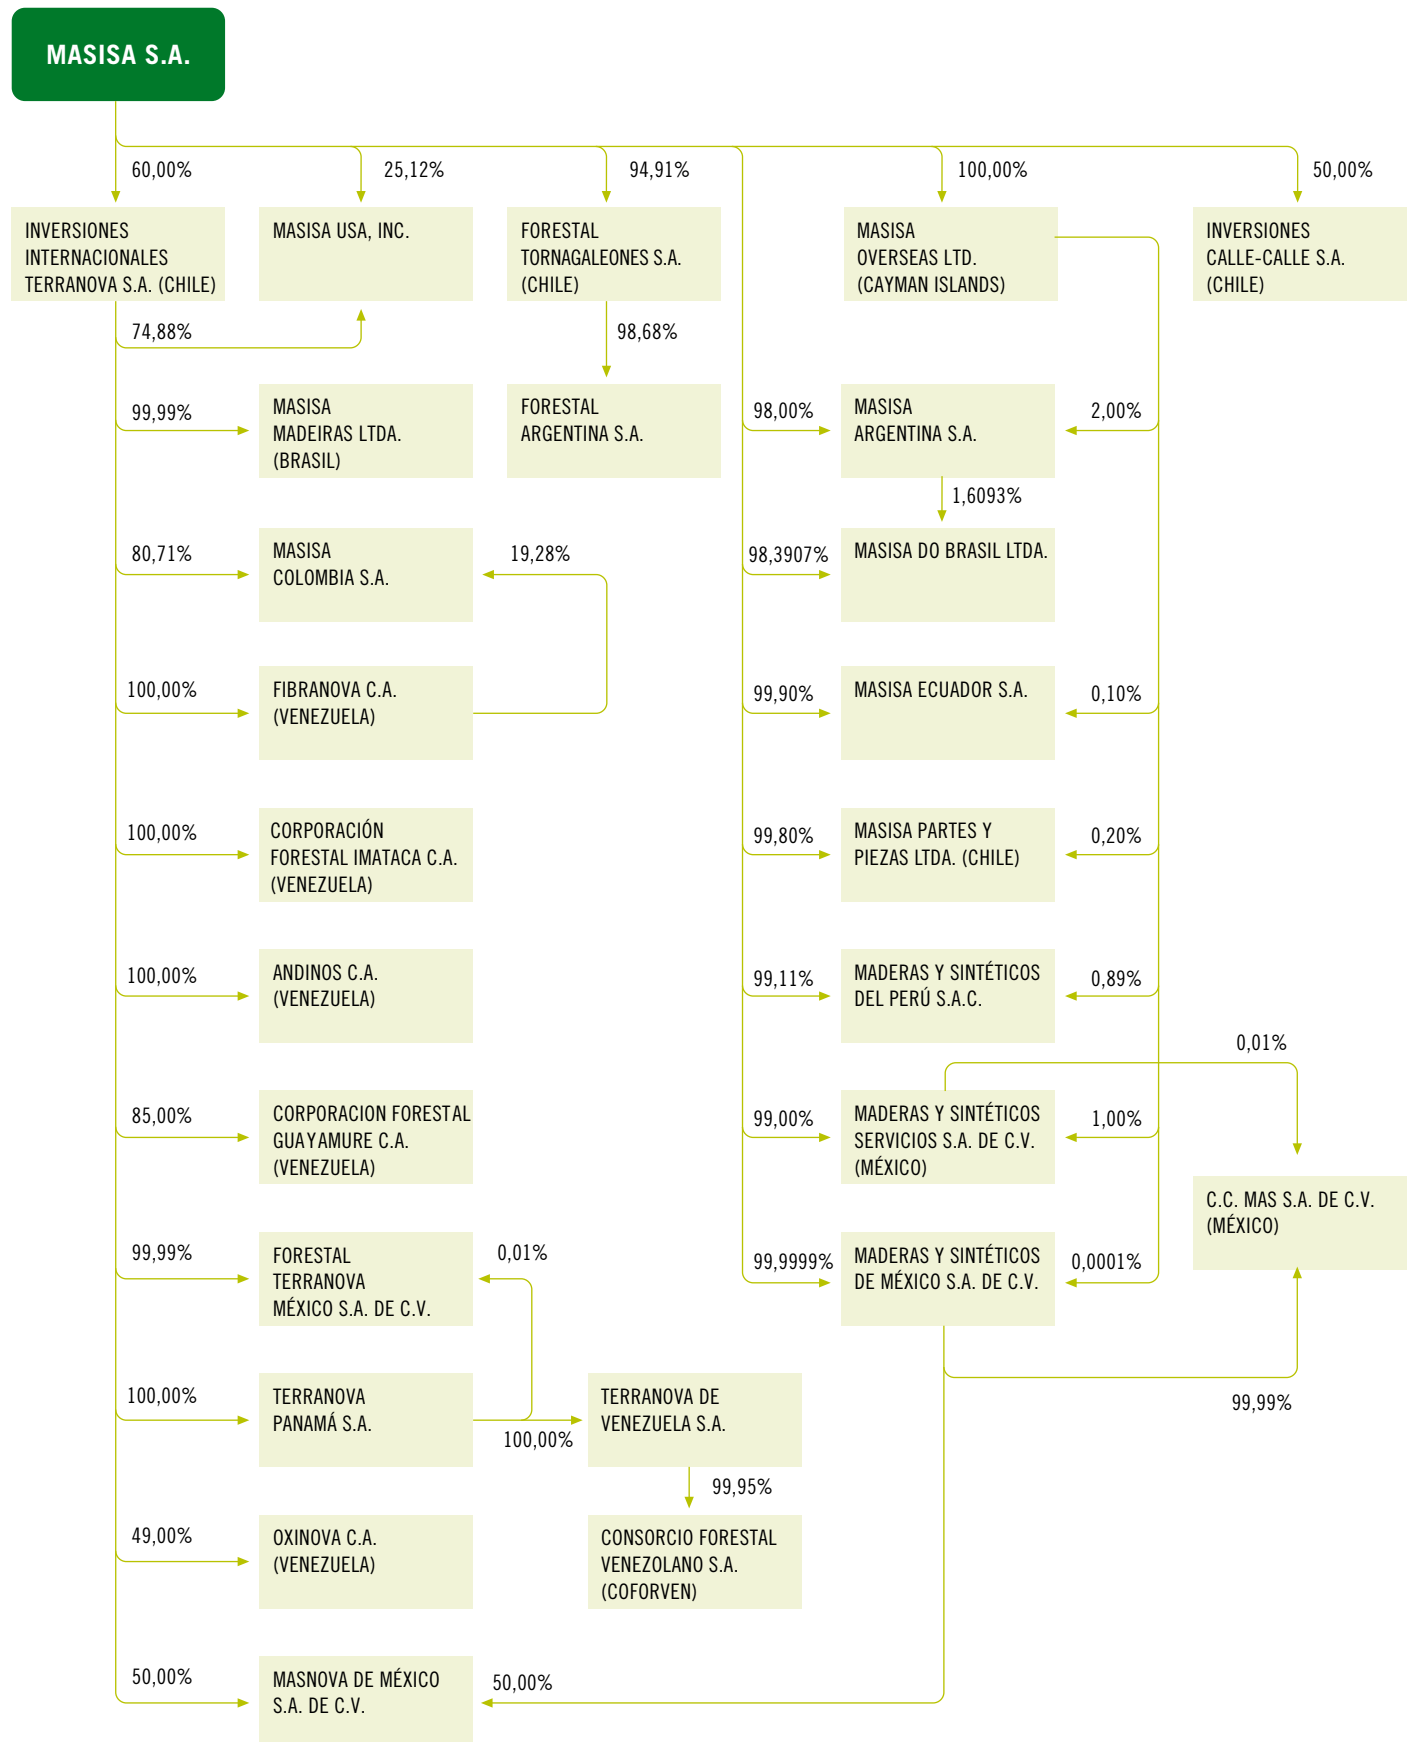 MASISA S.A.
60,00%
25,12%
94,91%
100,00%
50,00%
INVERSIONES
INTERNACIONALES
TERRANOVA S.A. (CHILE)
MASISA USA, INC.
FORESTAL
TORNAGALEONES S.A.
(CHILE)
MASISA
OVERSEAS LTD.
(CAYMAN ISLANDS)
INVERSIONES
CALLE-CALLE S.A.
(CHILE)
74,88%
98,68%
99,99%
MASISA
MADEIRAS LTDA.
(BRASIL)
FORESTAL
ARGENTINA S.A.
98,00%
MASISA
ARGENTINA S.A.
2,00%
1,6093%
80,71%
MASISA
COLOMBIA S.A.
19,28%
98,3907%
MASISA DO BRASIL LTDA.
100,00%
FIBRANOVA C.A.
(VENEZUELA)
99,90%
MASISA ECUADOR S.A.
0,10%
100,00%
CORPORACIÓN
FORESTAL IMATACA C.A.
(VENEZUELA)
99,80%
MASISA PARTES Y
PIEZAS LTDA. (CHILE)
0,20%
100,00%
ANDINOS C.A.
(VENEZUELA)
99,11%
MADERAS Y SINTÉTICOS
DEL PERÚ S.A.C.
0,89%
0,01%
85,00%
CORPORACION FORESTAL
GUAYAMURE C.A.
(VENEZUELA)
99,00%
MADERAS Y SINTÉTICOS
SERVICIOS S.A. DE C.V.
(MÉXICO)
1,00%
C.C. MAS S.A. DE C.V.
(MÉXICO)
99,99%
FORESTAL
TERRANOVA
MÉXICO S.A. DE C.V.
0,01%
99,9999%
MADERAS Y SINTÉTICOS
DE MÉXICO S.A. DE C.V.
0,0001%
100,00%
TERRANOVA
PANAMÁ S.A.
100,00%
TERRANOVA DE
VENEZUELA S.A.
99,99%
99,95%
49,00%
OXINOVA C.A.
(VENEZUELA)
CONSORCIO FORESTAL
VENEZOLANO S.A.
(COFORVEN)
50,00%
MASNOVA DE MÉXICO
S.A. DE C.V.
50,00%